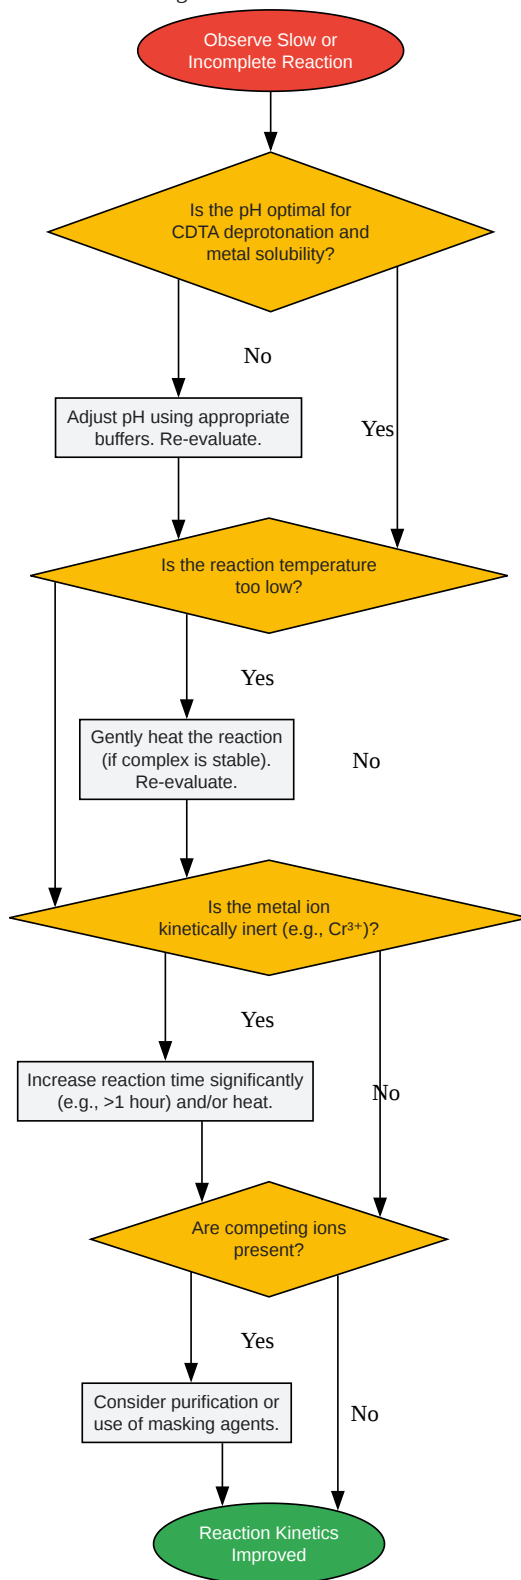 Observe Slow or
Incomplete Reaction
Is the pH optimal for
CDTA deprotonation and
metal solubility?
No
Adjust pH using appropriate
buffers. Re-evaluate.
Yes
Is the reaction temperature
too low?
Yes
Gently heat the reaction
(if complex is stable).
Re-evaluate.
No
Is the metal ion
kinetically inert (e.g., Cr³⁺)?
Yes
Increase reaction time significantly
(e.g., >1 hour) and/or heat.
No
Are competing ions
present?
Yes
Consider purification or
use of masking agents.
No
Reaction Kinetics
Improved